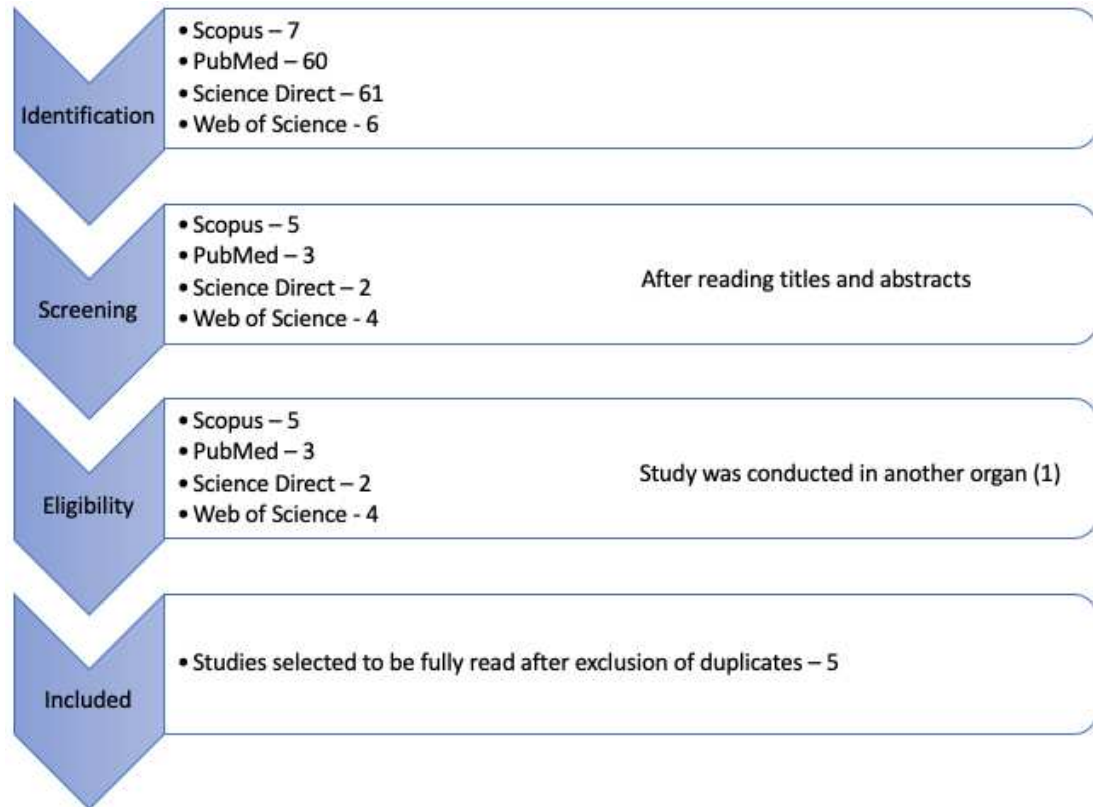 Identification
• Scopus – 7
• PubMed – 60
• Science Direct – 61
• Web of Science - 6
Screening
• Scopus – 5
• PubMed – 3
• Science Direct – 2
• Web of Science - 4
After reading titles and abstracts
Eligibility
• Scopus – 5
• PubMed – 3
• Science Direct – 2
• Web of Science - 4
Study was conducted in another organ (1)
Included
• Studies selected to be fully read after exclusion of duplicates – 5